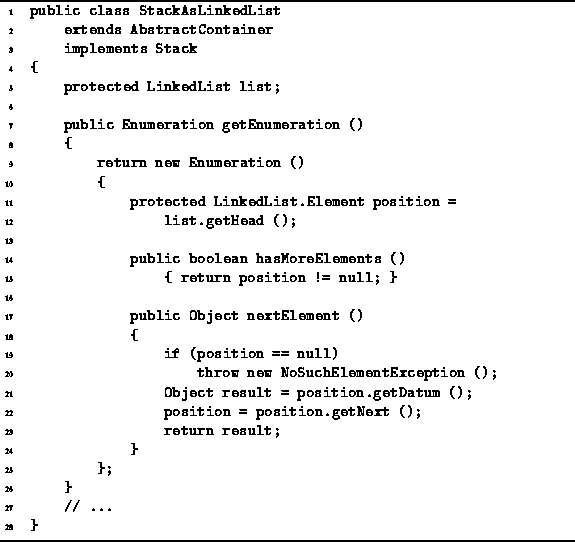 1 public class StackAsLinkedList
2 extends AbstractContainer
3 implements Stack
4 {
5 protected LinkedList list;
6
7 public Enumeration getEnumeration ()
8 {
9 return new Enumeration ()
10 {
11 protected LinkedList.Element position =
12 list.getHead ();
13
14 public boolean hasMoreElements ()
15 { return position != null; }
16
17 public Object nextElement ()
18 {
19 if (position == null)
20 throw new NoSuchElementException ();
21 Object result = position.getDatum ();
22 position = position.getNext ();
23 return result;
24 }
25 };
26 }
27 // ...
28 }